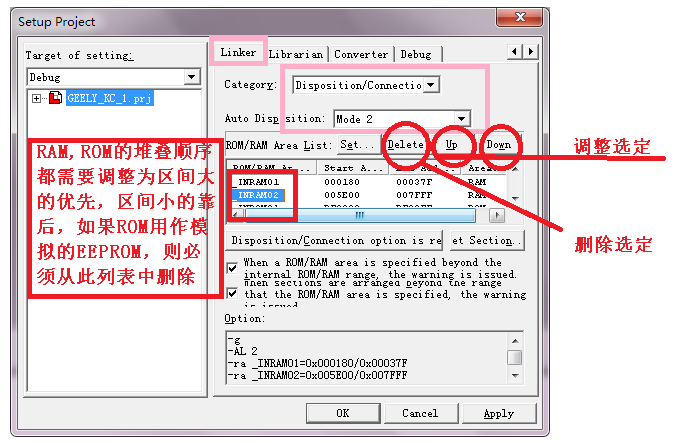 Setup Project
Target of setting:
Debug
GEELY_KC_1.prj
RAM,ROM的堆叠顺序
都需要调整为区间大
的优先，区间小的靠
后，如果ROM用作模
拟的EEPROM，则必
须从此列表中删除
Linker Librarian Converter Debug
Category: Disposition/Connectio
Auto Disposition: Mode 2
ROM/RAM Area List: Set... Delete Up Down
ROM/RAM Ar... Start A... End Ad... Area.
_INRAM01 000180 00037F RAM
_INRAM02 005E00 007FFF RAM
Disposition/Connection option is re et Section..
When a ROM/RAM area is specified beyond the
internal ROM/RAM range, the warning is issued.
When sections are arranged beyond the range
that the ROM/RAM area is specified, the warning
is issued
Option:
-g
-AL 2
-ra _INRAM01=0x000180/0x00037F
-ra _INRAM02=0x005E00/0x007FFF
OK Cancel Apply
调整选定
删除选定